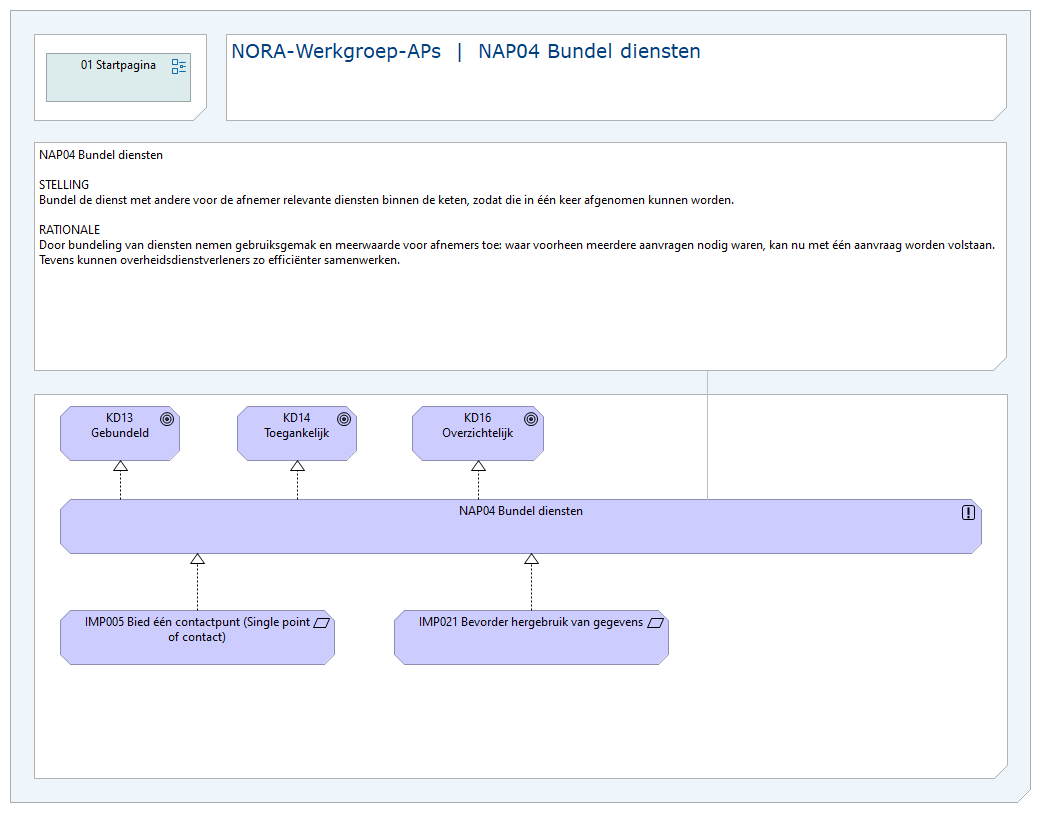 01 Startpagina
NORA-Werkgroep-APs | NAP04 Bundel diensten
NAP04 Bundel diensten
STELLING
Bundel de dienst met andere voor de afnemer relevante diensten binnen de keten, zodat die in één keer afgenomen kunnen worden.
RATIONALE
Door bundeling van diensten nemen gebruiksgemak en meerwaarde voor afnemers toe: waar voorheen meerdere aanvragen nodig waren, kan nu met één aanvraag worden volstaan.
Tevens kunnen overheidsdienstverleners zo efficiënter samenwerken.
KD13
Gebundeld
KD14
Toegankelijk
KD16
Overzichtelijk
NAP04 Bundel diensten
IMP005 Bied één contactpunt (Single point
of contact)
IMP021 Bevorder hergebruik van gegevens